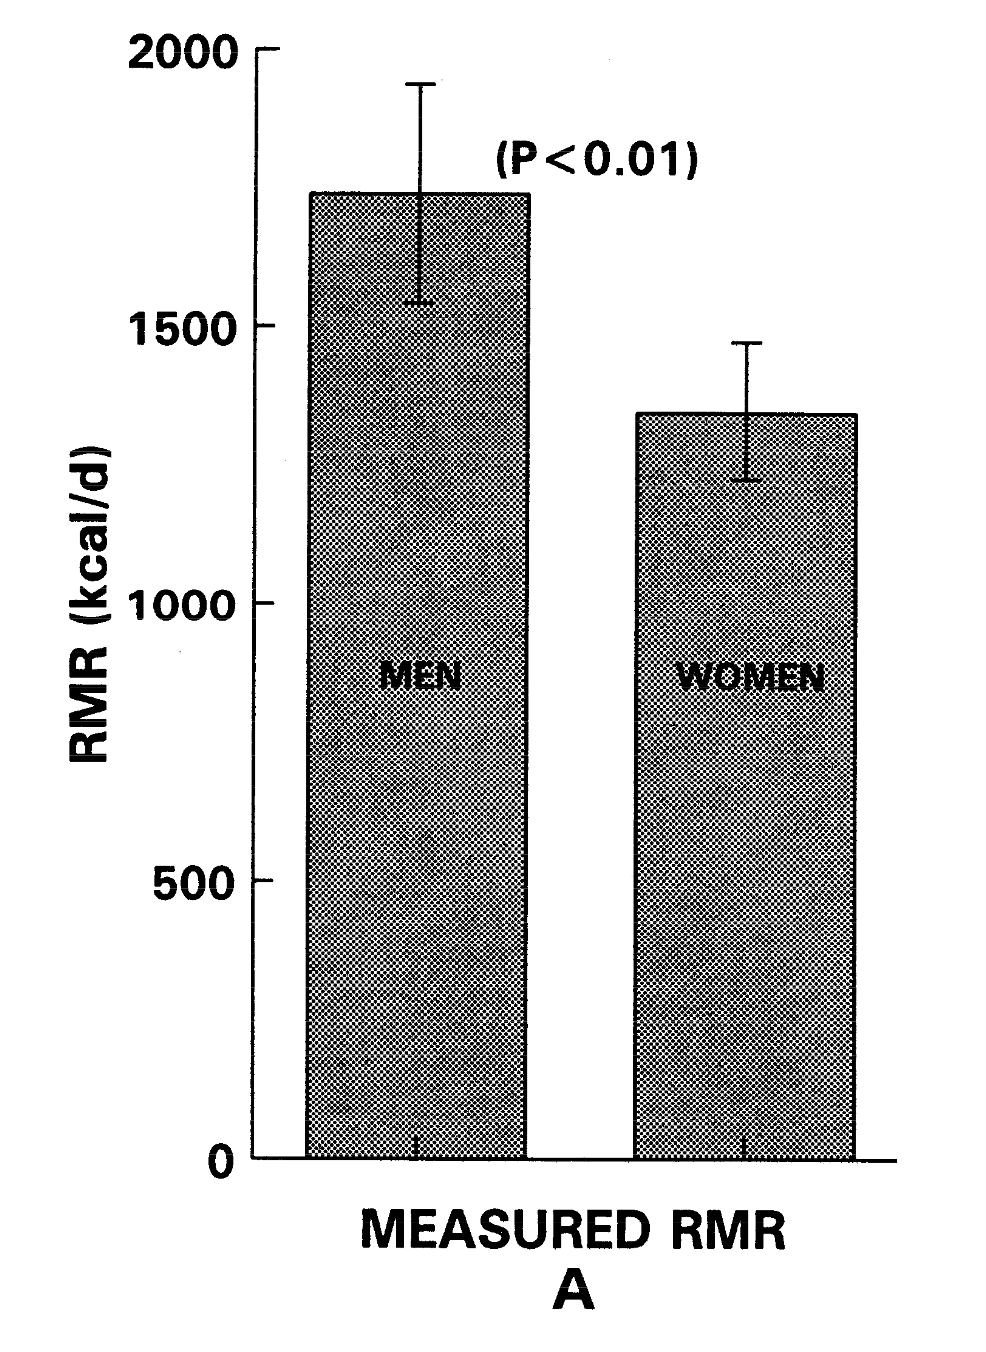 2000
(P<0.01)
1500
RMR (kcal/d)
1000
MEN
WOMEN
500
0
MEASURED RMR
A